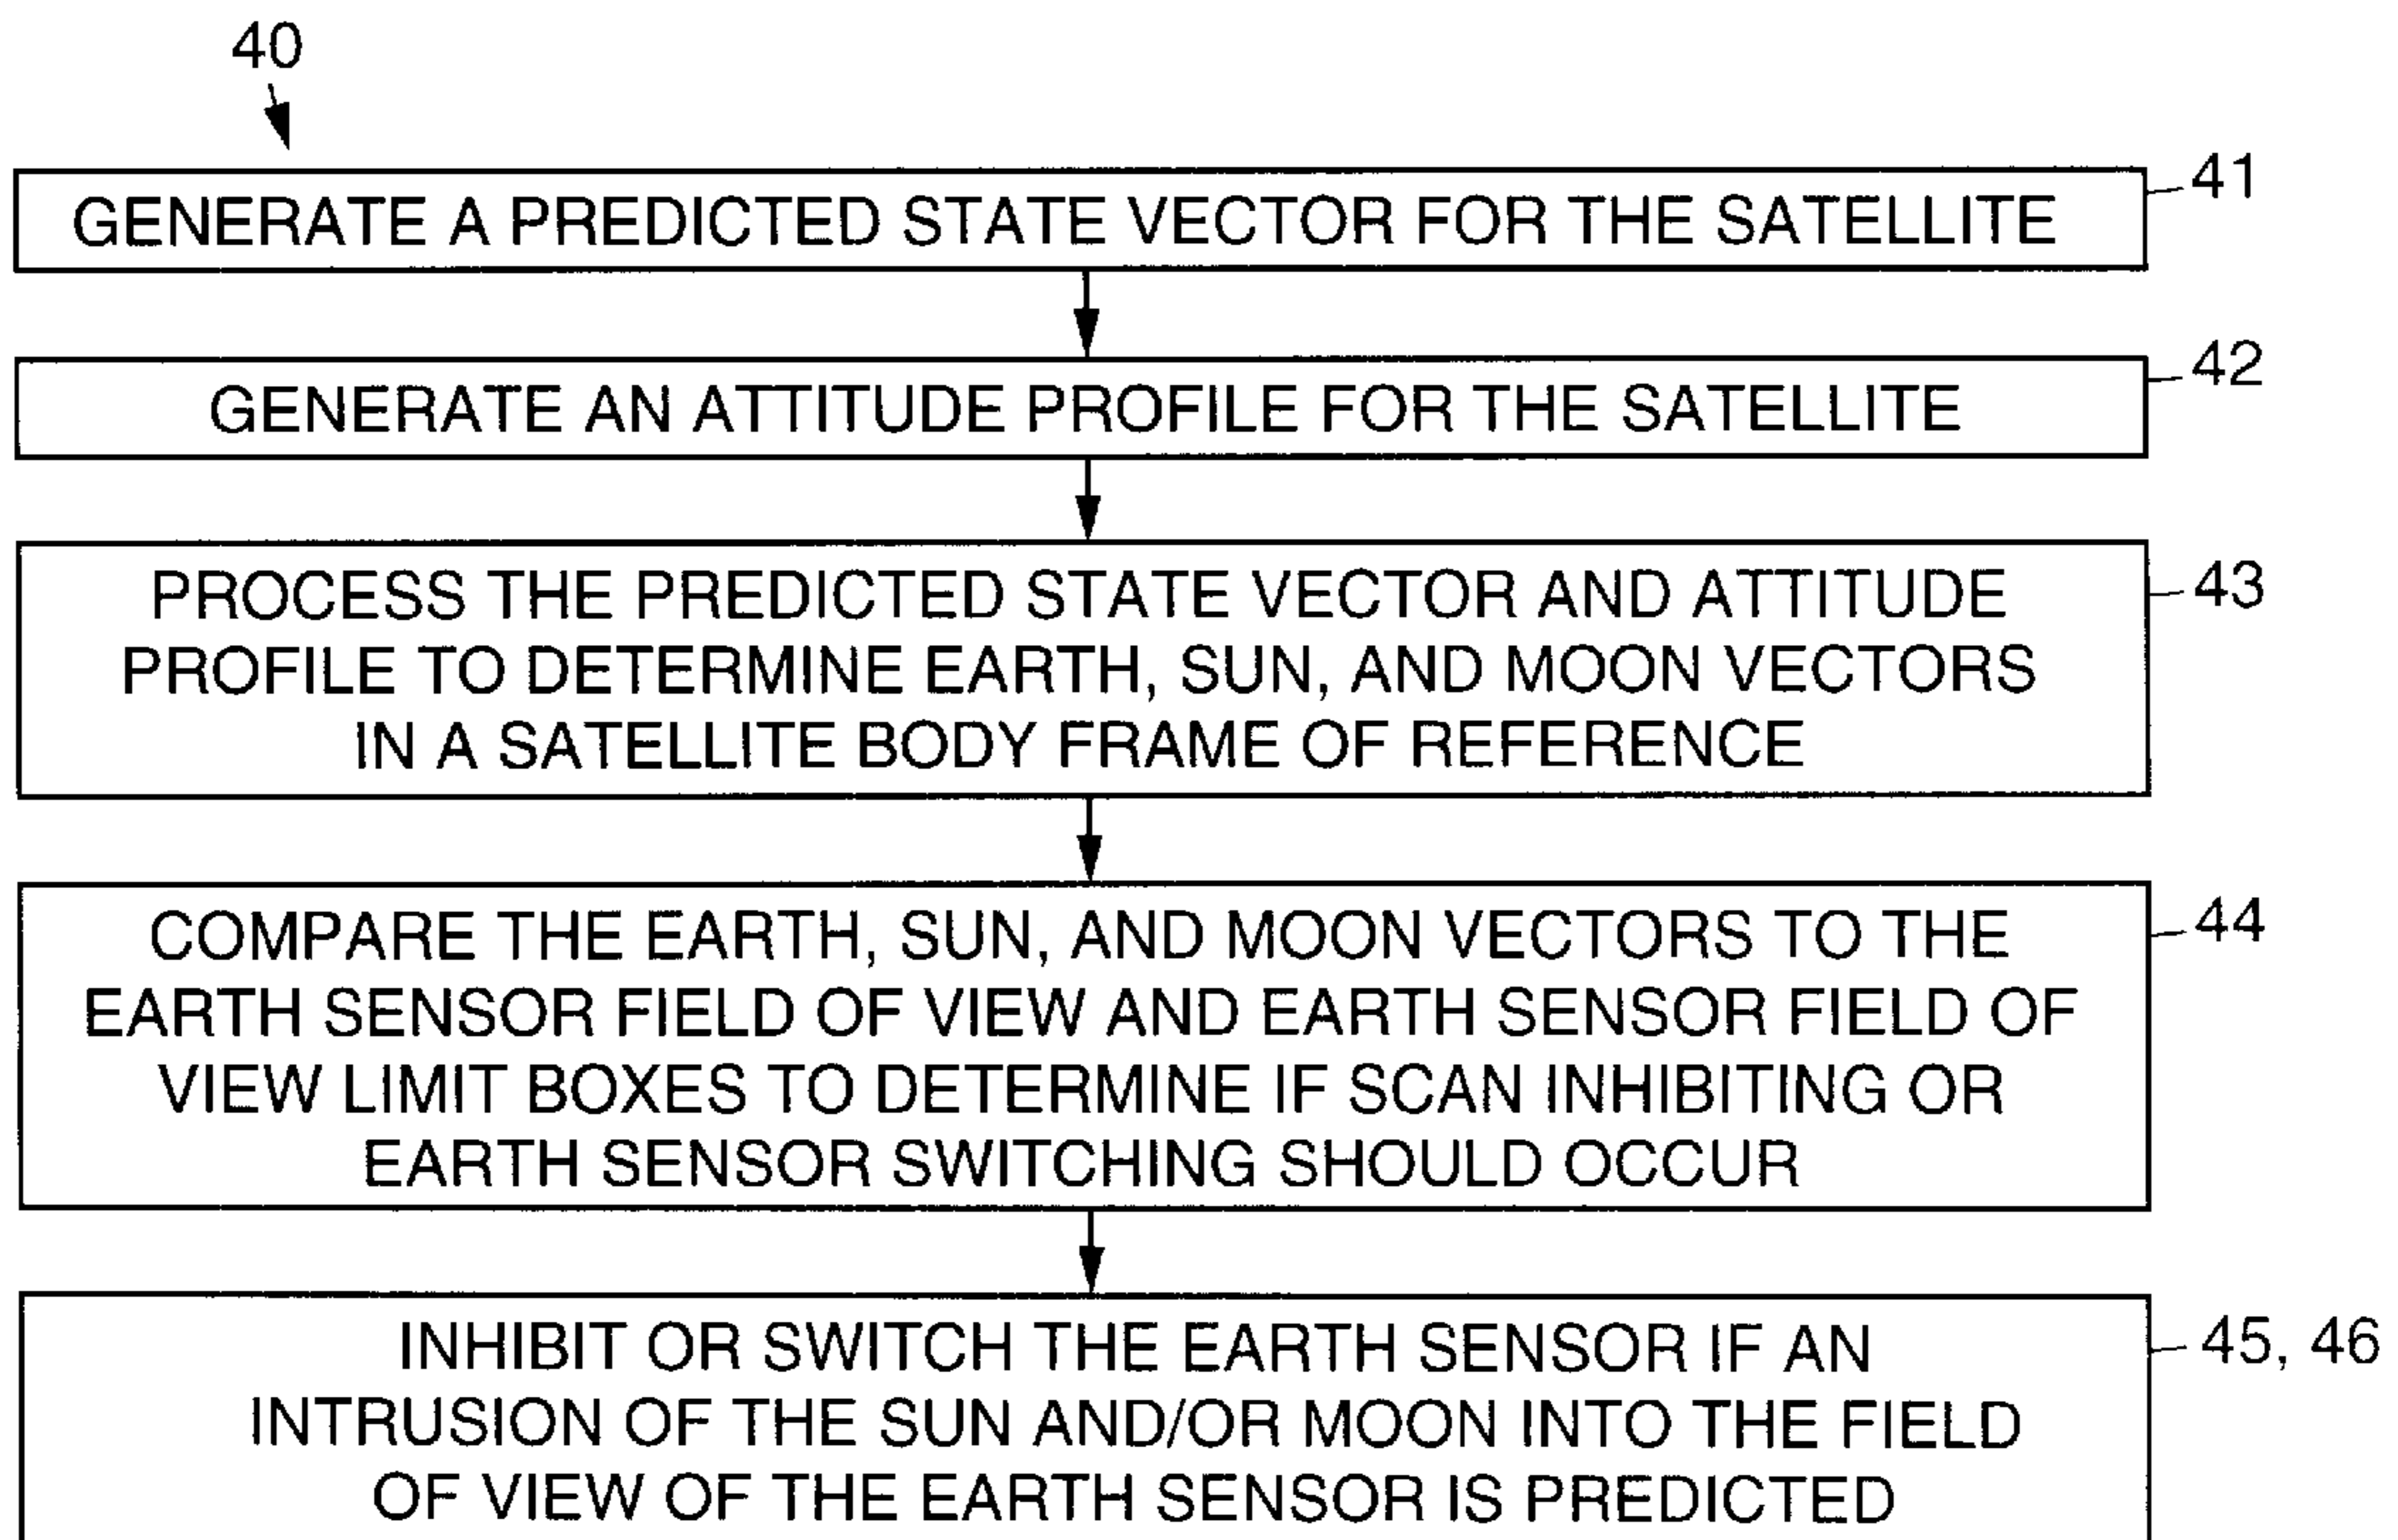 40
GENERATE A PREDICTED STATE VECTOR FOR THE SATELLITE
41
GENERATE AN ATTITUDE PROFILE FOR THE SATELLITE
42
PROCESS THE PREDICTED STATE VECTOR AND ATTITUDE
PROFILE TO DETERMINE EARTH, SUN, AND MOON VECTORS
IN A SATELLITE BODY FRAME OF REFERENCE
43
COMPARE THE EARTH, SUN, AND MOON VECTORS TO THE
EARTH SENSOR FIELD OF VIEW AND EARTH SENSOR FIELD OF
VIEW LIMIT BOXES TO DETERMINE IF SCAN INHIBITING OR
EARTH SENSOR SWITCHING SHOULD OCCUR
44
INHIBIT OR SWITCH THE EARTH SENSOR IF AN
INTRUSION OF THE SUN AND/OR MOON INTO THE FIELD
OF VIEW OF THE EARTH SENSOR IS PREDICTED
45, 46